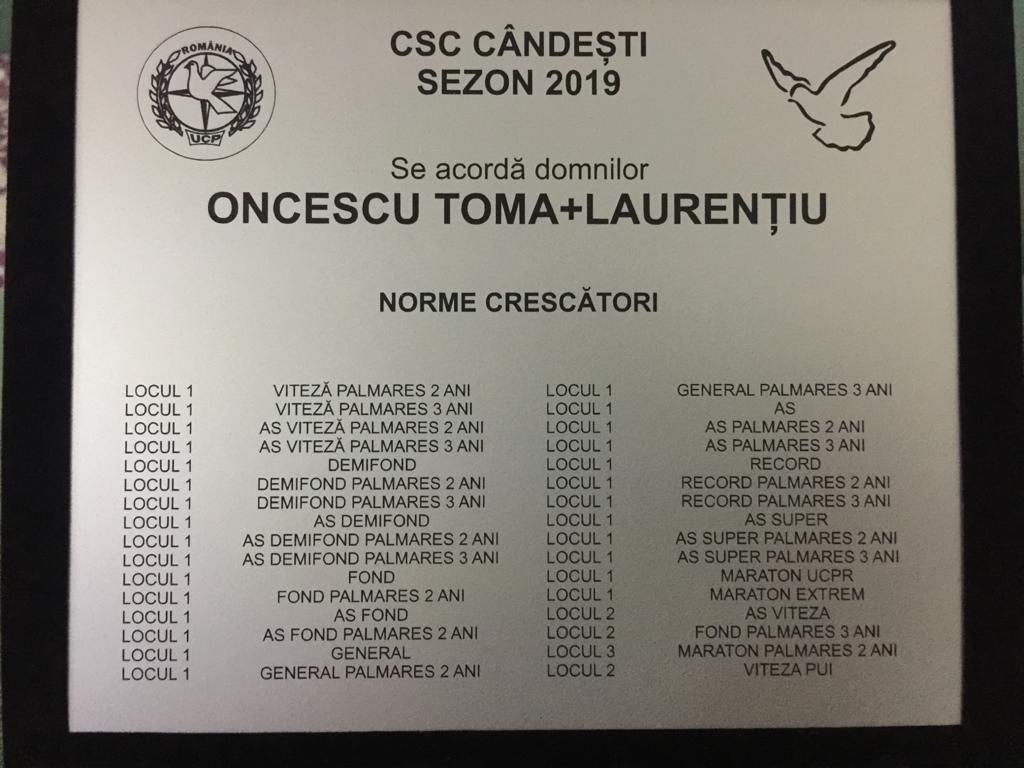 ROMÂNIA
UCP
CSC CÂNDEȘTI
SEZON 2019
Se acordă domnilor
ONCESCU TOMA+LAURENȚIU
NORME CRESCĂTORI
LOCUL 1 VITEZĂ PALMARES 2 ANI
LOCUL 1 VITEZĂ PALMARES 3 ANI
LOCUL 1 AS VITEZĂ PALMARES 2 ANI
LOCUL 1 AS VITEZĂ PALMARES 3 ANI
LOCUL 1 DEMIFOND
LOCUL 1 DEMIFOND PALMARES 2 ANI
LOCUL 1 DEMIFOND PALMARES 3 ANI
LOCUL 1 AS DEMIFOND
LOCUL 1 AS DEMIFOND PALMARES 2 ANI
LOCUL 1 AS DEMIFOND PALMARES 3 ANI
LOCUL 1 FOND
LOCUL 1 FOND PALMARES 2 ANI
LOCUL 1 AS FOND
LOCUL 1 AS FOND PALMARES 2 ANI
LOCUL 1 GENERAL
LOCUL 1 GENERAL PALMARES 2 ANI
LOCUL 1 GENERAL PALMARES 3 ANI
LOCUL 1 AS
LOCUL 1 AS PALMARES 2 ANI
LOCUL 1 AS PALMARES 3 ANI
LOCUL 1 RECORD
LOCUL 1 RECORD PALMARES 2 ANI
LOCUL 1 RECORD PALMARES 3 ANI
LOCUL 1 AS SUPER
LOCUL 1 AS SUPER PALMARES 2 ANI
LOCUL 1 AS SUPER PALMARES 3 ANI
LOCUL 1 MARATON UCPR
LOCUL 1 MARATON EXTREM
LOCUL 2 AS VITEZA
LOCUL 2 FOND PALMARES 3 ANI
LOCUL 3 MARATON PALMARES 2 ANI
LOCUL 2 VITEZA PUI